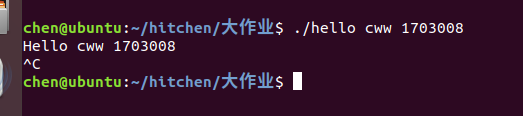 chen@ubuntu:~/hitchen/大作业$ ./hello cww 1703008
Hello cww 1703008
^C
chen@ubuntu:~/hitchen/大作业$